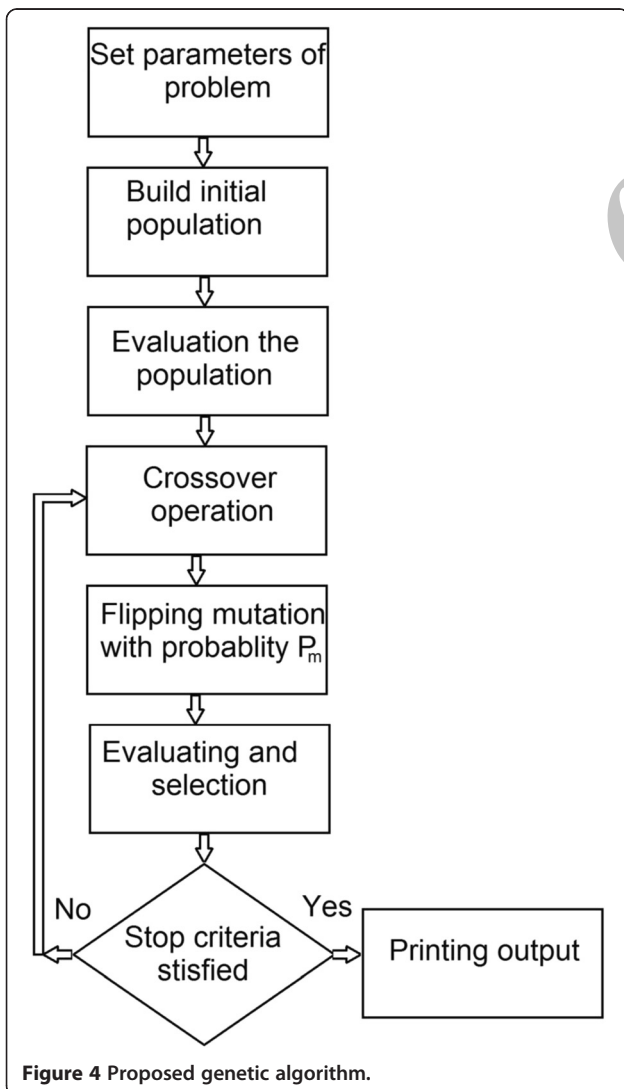 Set parameters of
problem
Build initial
population
Evaluation the
population
Crossover
operation
Flipping mutation
with probablity Pm
Evaluating and
selection
No
Yes
Stop criteria
stisfied
Printing output
Figure 4 Proposed genetic algorithm.